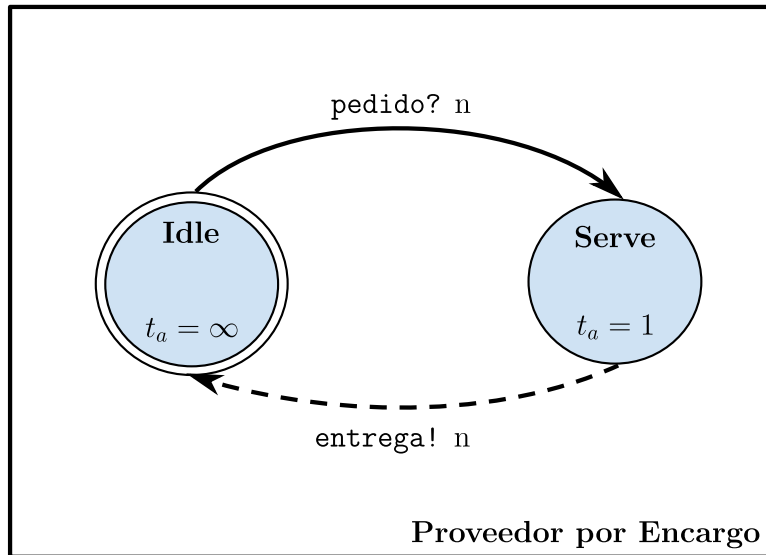 pedido? n
Idle
t_a = ∞
Serve
t_a = 1
entrega! n
Proveedor por Encargo